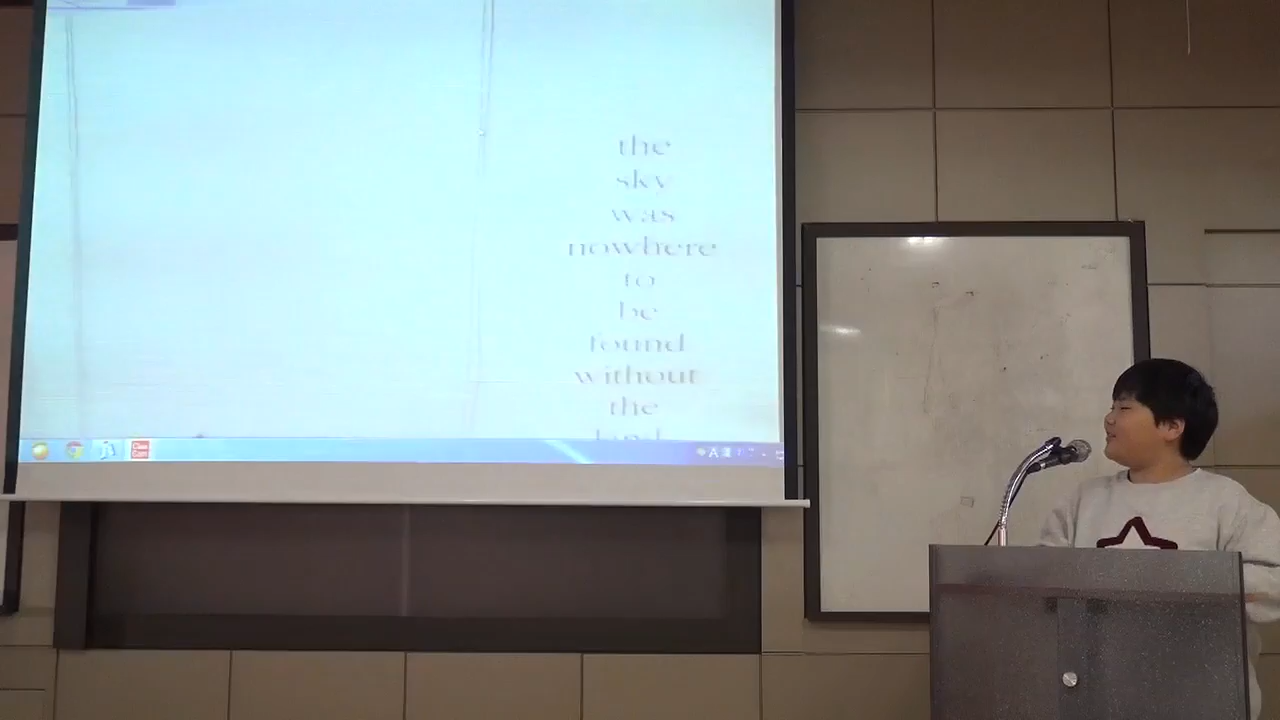 the
sky
was
nowhere
to
be
found
without
the
A